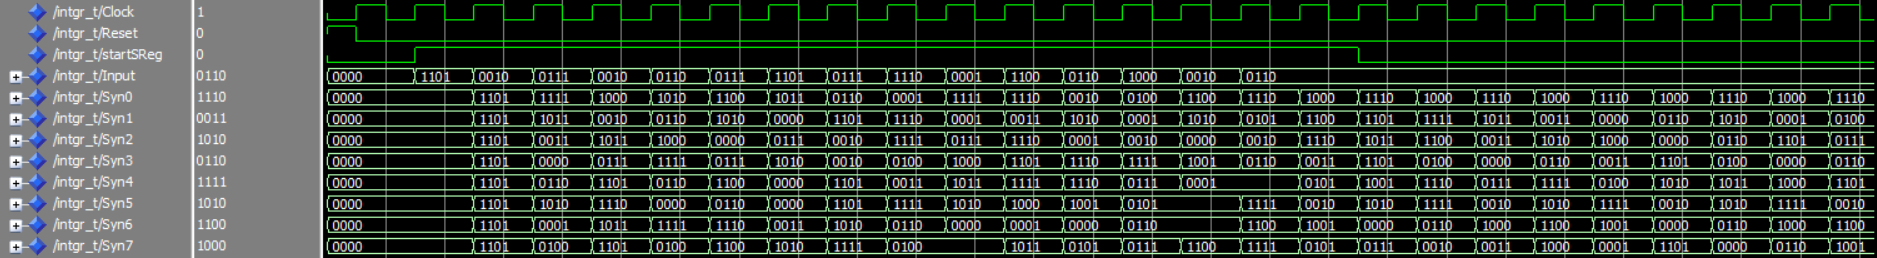 /intgr_t/Clock 1
/intgr_t/Reset 0
/intgr_t/startSReg 0
/intgr_t/Input 0110 0000 1101 0010 0111 0010 0110 0111 1101 0111 1110 0001 1100 0110 1000 0010 0110
/intgr_t/Syn0 1110 0000 1101 1111 1000 1010 1100 1011 0110 0001 1111 1110 0010 0100 1100 1110 1000 1110 1000 1110 1000 1110 1000 1110 1000 1110
/intgr_t/Syn1 0011 0000 1101 1011 0010 0110 1010 0000 1101 1110 0001 0011 1010 0001 1010 0101 1100 1101 1111 1011 0011 0000 0110 1010 0001 0100
/intgr_t/Syn2 1010 0000 1101 0011 1011 1000 0000 0111 0010 1111 0111 1110 0001 0010 0000 0010 1110 1011 1100 0011 1010 1000 0000 0110 1101 0111
/intgr_t/Syn3 0110 0000 1101 0000 0111 1111 0111 1010 0010 0100 1000 1101 1110 1111 1001 0110 0011 1101 0100 0000 0110 0011 1101 0100 0000 0110
/intgr_t/Syn4 1111 0000 1101 0110 1101 0110 1100 0000 1101 0011 1011 1111 1110 0111 0001 0101 1001 1110 0111 1111 0100 1010 1011 1000 1101
/intgr_t/Syn5 1010 0000 1101 1010 1110 0000 0110 0000 1101 1111 1010 1000 1001 0101 1111 0010 1010 1111 0010 1010 1111 0010 1010 1111 0010
/intgr_t/Syn6 1100 0000 1101 0001 1011 1111 1110 0011 1010 0110 0000 0001 0000 0110 1100 1001 0000 0110 1000 1100 1001 0000 0110 1000 1100
/intgr_t/Syn7 1000 0000 1101 0100 1101 0100 1100 1010 1111 0100 1011 0101 0111 1100 1111 0101 0111 0010 0011 1000 0001 1101 0000 0110 1001